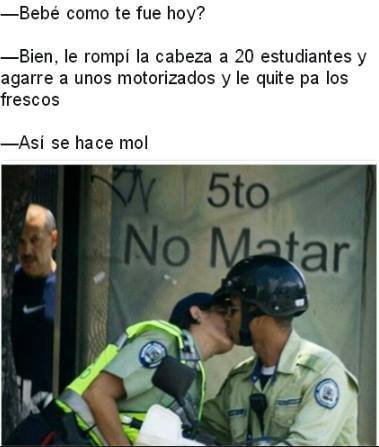 —Bebé como te fue hoy?
—Bien, le rompí la cabeza a 20 estudiantes y
agarre a unos motorizados y le quite pa los
frescos
—Así se hace mol
5to
No Matar